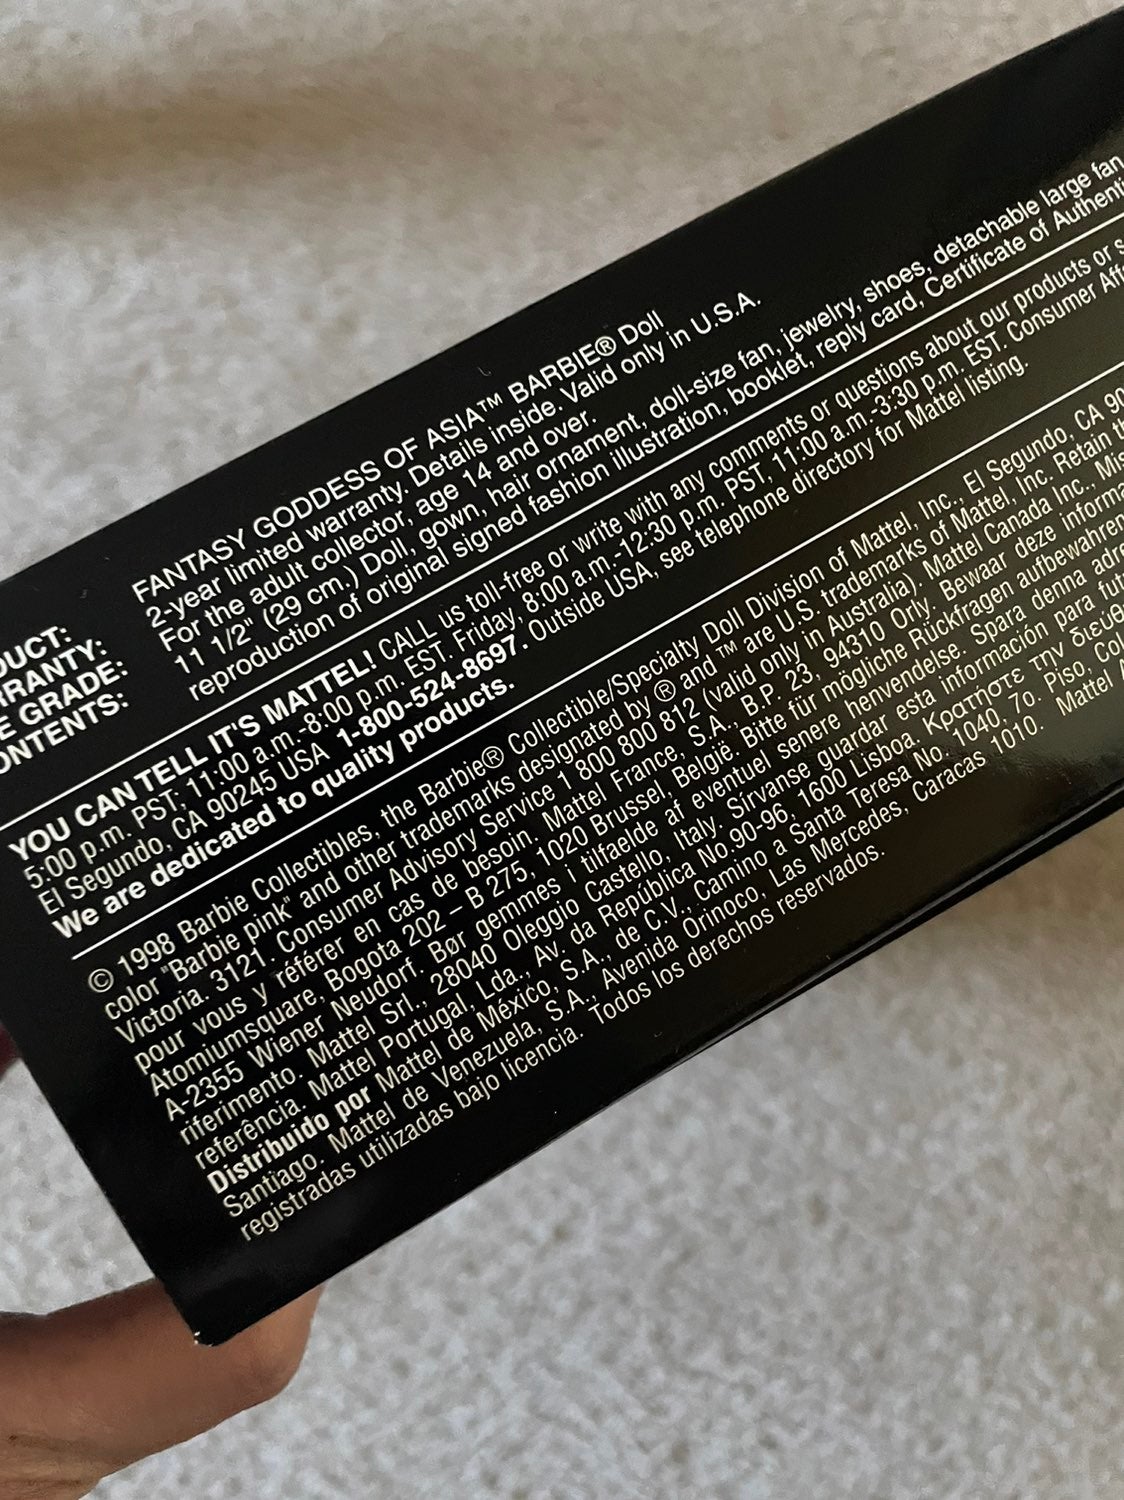 DUCT: FANTASY GODDESS OF ASIA™ BARBIE® Doll
RRANTY: 2-year limited warranty. Details inside. Valid only in U.S.A.
E GRADE: For the adult collector, age 14 and over.
ONTENTS: 11 1/2" (29 cm.) Doll, gown, hair ornament, doll-size fan, jewelry, shoes, detachable large fan,
reproduction of original signed fashion illustration, booklet, reply card, Certificate of Authenti
YOU CAN TELL IT'S MATTEL! CALL us toll-free or write with any comments or questions about our products or s
5:00 p.m. PST; 11:00 a.m.-8:00 p.m. EST. Friday, 8:00 a.m.-12:30 p.m. PST, 11:00 a.m.-3:30 p.m. EST. Consumer Aff
El Segundo, CA 90245 USA 1-800-524-8697. Outside USA, see telephone directory for Mattel listing.
We are dedicated to quality products.
© 1998 Barbie Collectibles, the Barbie® Collectible/Specialty Doll Division of Mattel, Inc., El Segundo, CA 90
color "Barbie pink" and other trademarks designated by ® and ™ are U.S. trademarks of Mattel, Inc. Retain th
Victoria. 3121. Consumer Advisory Service 1 800 800 812 (valid only in Australia). Mattel Canada Inc., Mis
pour vous y référer en cas de besoin. Mattel France, S.A., B.P. 23, 94310 Orly. Bewaar deze informa
Atomiumsquare, Bogota 202 – B 275, 1020 Brussel, België. Bitte für mögliche Rückfragen aufbewahren
A-2355 Wiener Neudorf. Bør gemmes i tilfaelde af eventuel senere henvendelse. Spara denna adre
riferimento. Mattel Srl., 28040 Oleggio Castello, Italy. Sírvanse guardar esta información para fut
referência. Mattel Portugal, Lda., Av. da República No.90-96, 1600 Lisboa. Κρατήστε την διεύθ
Distribuido por Mattel de México, S.A., de C.V., Camino a Santa Teresa No. 1040, 7o. Piso, Col
Santiago. Mattel de Venezuela, S.A., Avenida Orinoco, Las Mercedes, Caracas 1010. Mattel A
registradas utilizadas bajo licencia. Todos los derechos reservados.